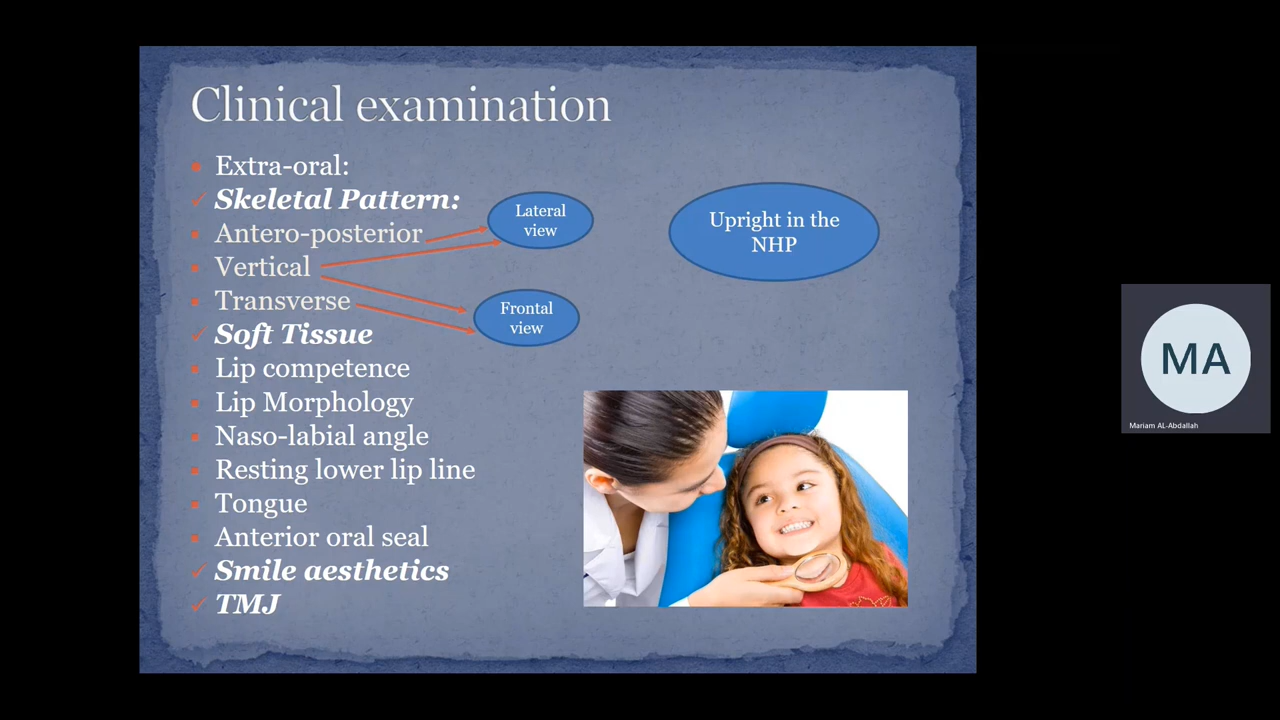 Clinical examination
Extra-oral:
Skeletal Pattern:
Antero-posterior
Vertical
Transverse
Soft Tissue
Lip competence
Lip Morphology
Naso-labial angle
Resting lower lip line
Tongue
Anterior oral seal
Smile aesthetics
TMJ
Lateral
view
Frontal
view
Upright in the
NHP
MA
Mariam AL-Abdallah